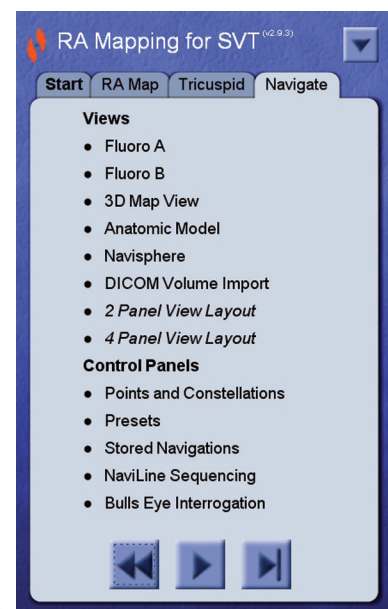 RA Mapping for SVT (v2.9.3)
Start RA Map Tricuspid Navigate
Views
• Fluoro A
• Fluoro B
• 3D Map View
• Anatomic Model
• Navisphere
• DICOM Volume Import
• 2 Panel View Layout
• 4 Panel View Layout
Control Panels
• Points and Constellations
• Presets
• Stored Navigations
• NaviLine Sequencing
• Bulls Eye Interrogation